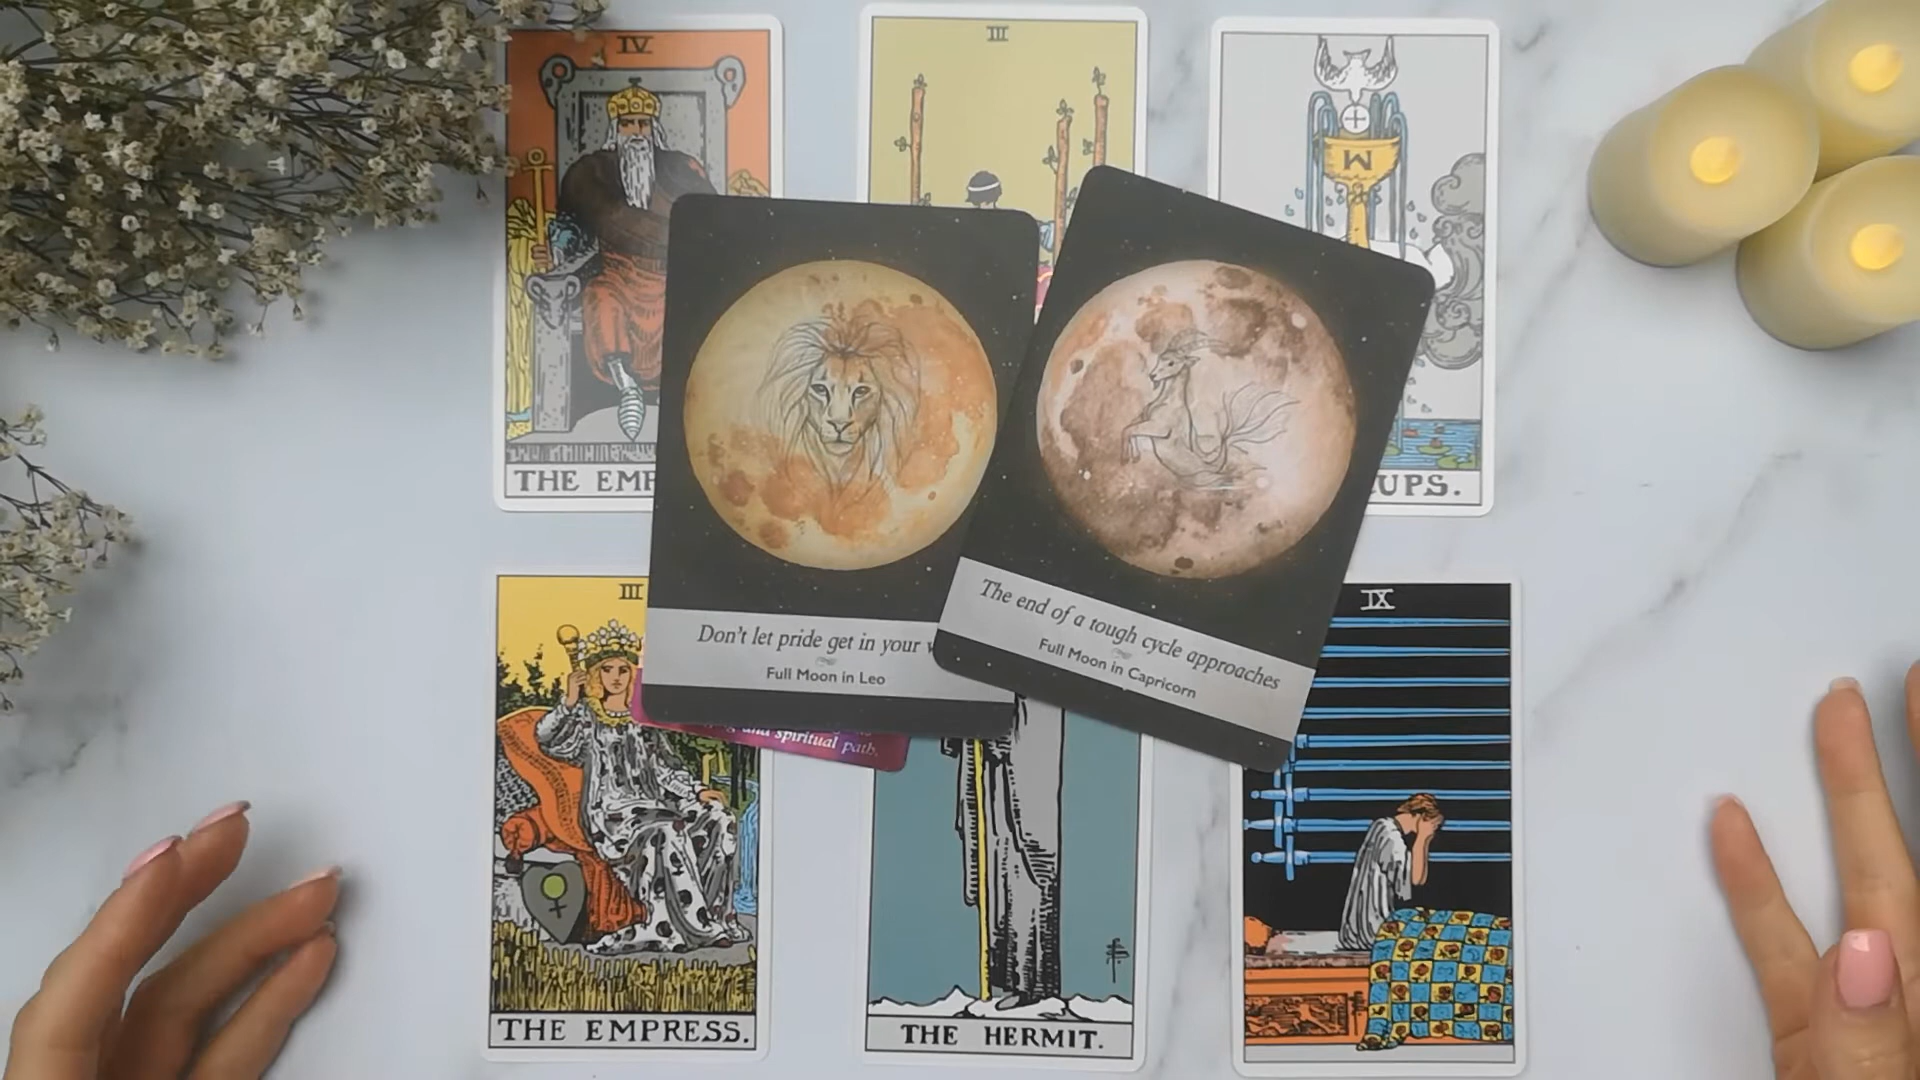 IV
THE EMP
III
CUPS.
Don't let pride get in your
Full Moon in Leo
The end of a tough cycle approaches
Full Moon in Capricorn
III
and spiritual path.
THE EMPRESS.
THE HERMIT.
IX